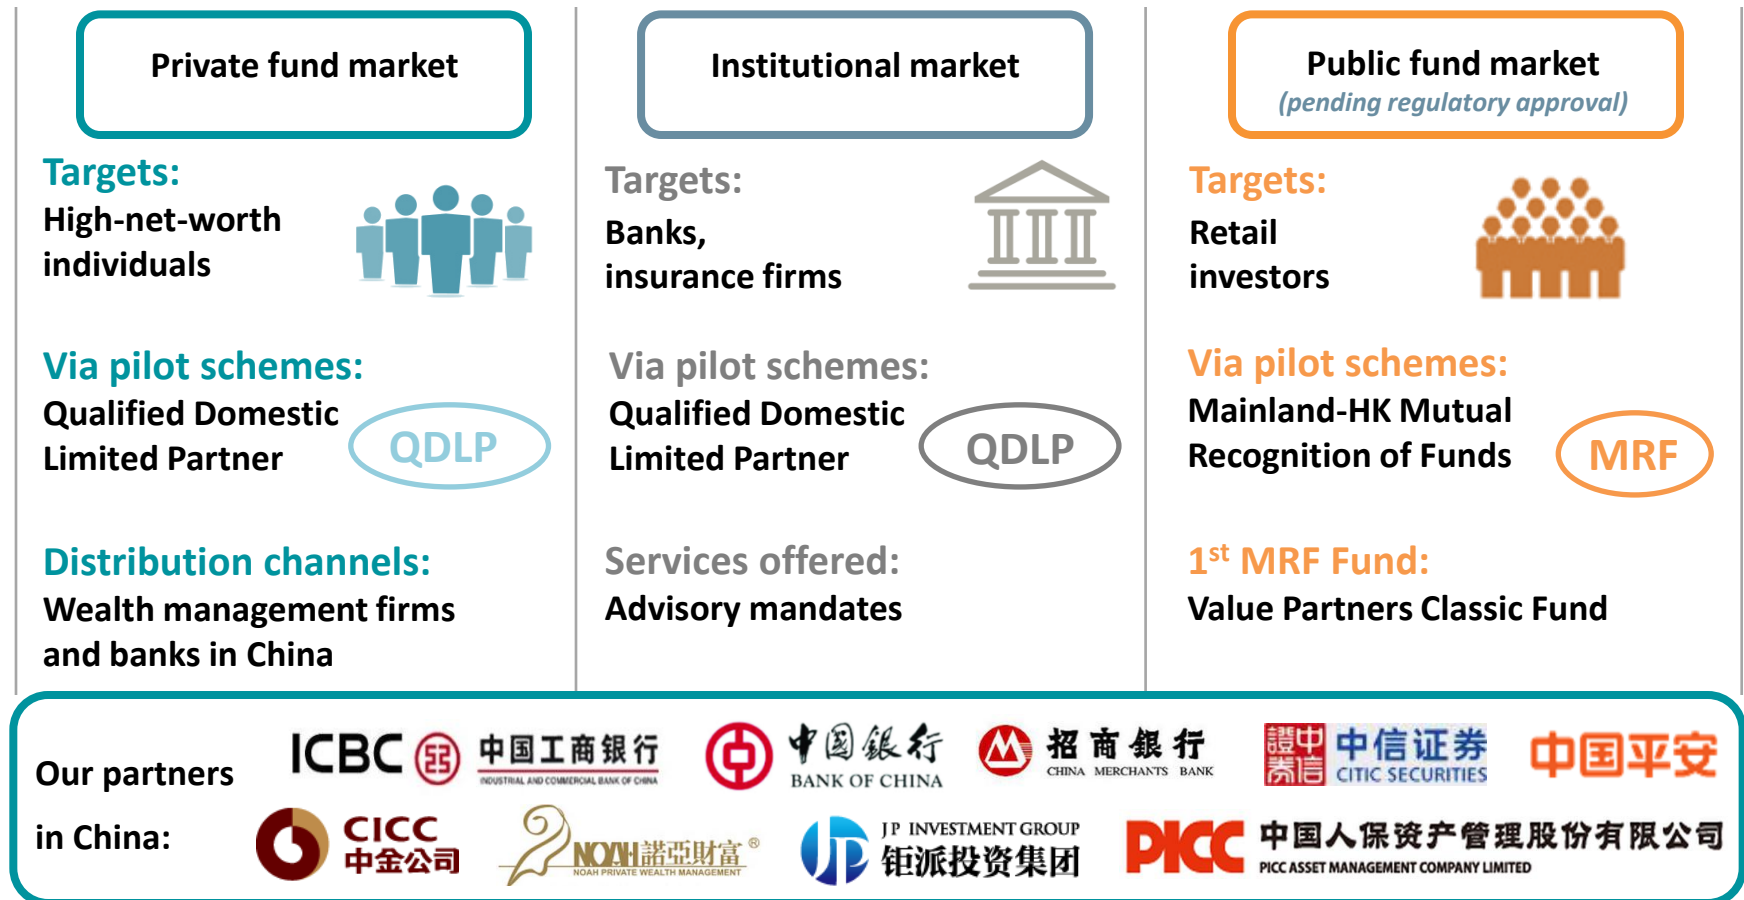 Private fund market
Targets:
High-net-worth
individuals
Via pilot schemes:
Qualified Domestic
Limited Partner
QDLP
Distribution channels:
Wealth management firms
and banks in China
Institutional market
Targets:
Banks,
insurance firms
Via pilot schemes:
Qualified Domestic
Limited Partner
QDLP
Services offered:
Advisory mandates
Public fund market
(pending regulatory approval)
Targets:
Retail
investors
Via pilot schemes:
Mainland-HK Mutual
Recognition of Funds
MRF
1st MRF Fund:
Value Partners Classic Fund
Our partners
in China:
ICBC 中国工商银行
INDUSTRIAL AND COMMERCIAL BANK OF CHINA
中國銀行
BANK OF CHINA
招商銀行
CHINA MERCHANTS BANK
證中
券信
中信证券
CITIC SECURITIES
中国平安
CICC
中金公司
NOAH 諾亞財富®
NOAH PRIVATE WEALTH MANAGEMENT
JP INVESTMENT GROUP
钜派投资集团
PICC 中国人保资产管理股份有限公司
PICC ASSET MANAGEMENT COMPANY LIMITED